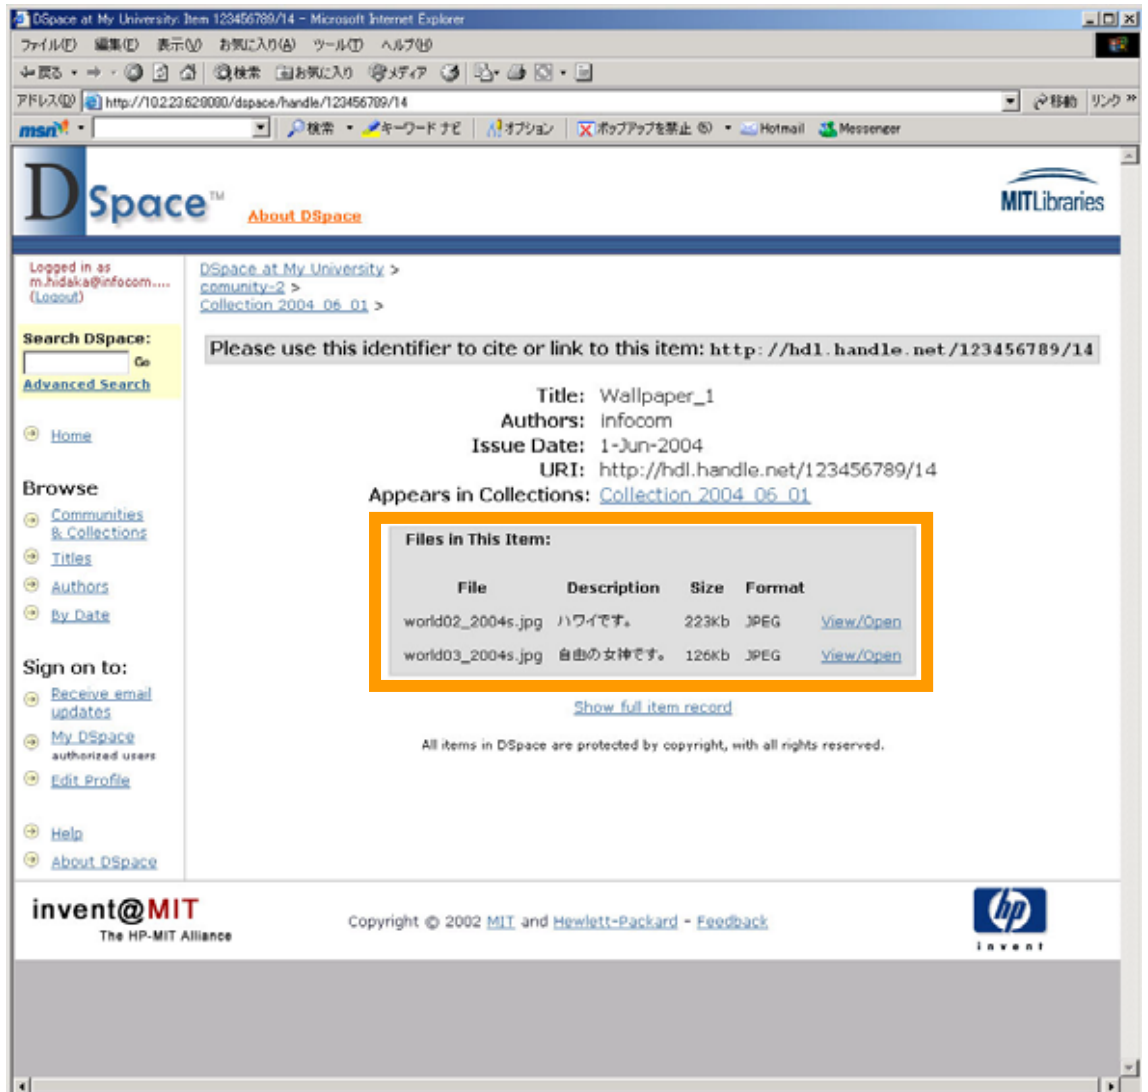 DSpace at My University: Item 123456789/14 - Microsoft Internet Explorer
ファイル(F) 編集(E) 表示(V) お気に入り(A) ツール(T) ヘルプ(H)
戻る 検索 お気に入り メディア
アドレス(D) http://10.2.23.62:8080/dspace/handle/123456789/14 移動 リンク »
msn 検索 キーワード ナビ オプション ポップアップを禁止 Hotmail Messenger
DSpace™ About DSpace MITLibraries
Logged in as
m.hidaka@infocom....
(Logout)
Search DSpace:
Go
Advanced Search
Home
Browse
Communities
& Collections
Titles
Authors
By Date
Sign on to:
Receive email
updates
My DSpace
authorized users
Edit Profile
Help
About DSpace
DSpace at My University >
comunity-2 >
Collection 2004_06_01 >
Please use this identifier to cite or link to this item: http://hdl.handle.net/123456789/14
Title: Wallpaper_1
Authors: infocom
Issue Date: 1-Jun-2004
URI: http://hdl.handle.net/123456789/14
Appears in Collections: Collection 2004_06_01
Files in This Item:
File Description Size Format
world02_2004s.jpg ハワイです。 223Kb JPEG View/Open
world03_2004s.jpg 自由の女神です。 126Kb JPEG View/Open
Show full item record
All items in DSpace are protected by copyright, with all rights reserved.
invent@MIT
The HP-MIT Alliance
Copyright © 2002 MIT and Hewlett-Packard - Feedback
hp
invent